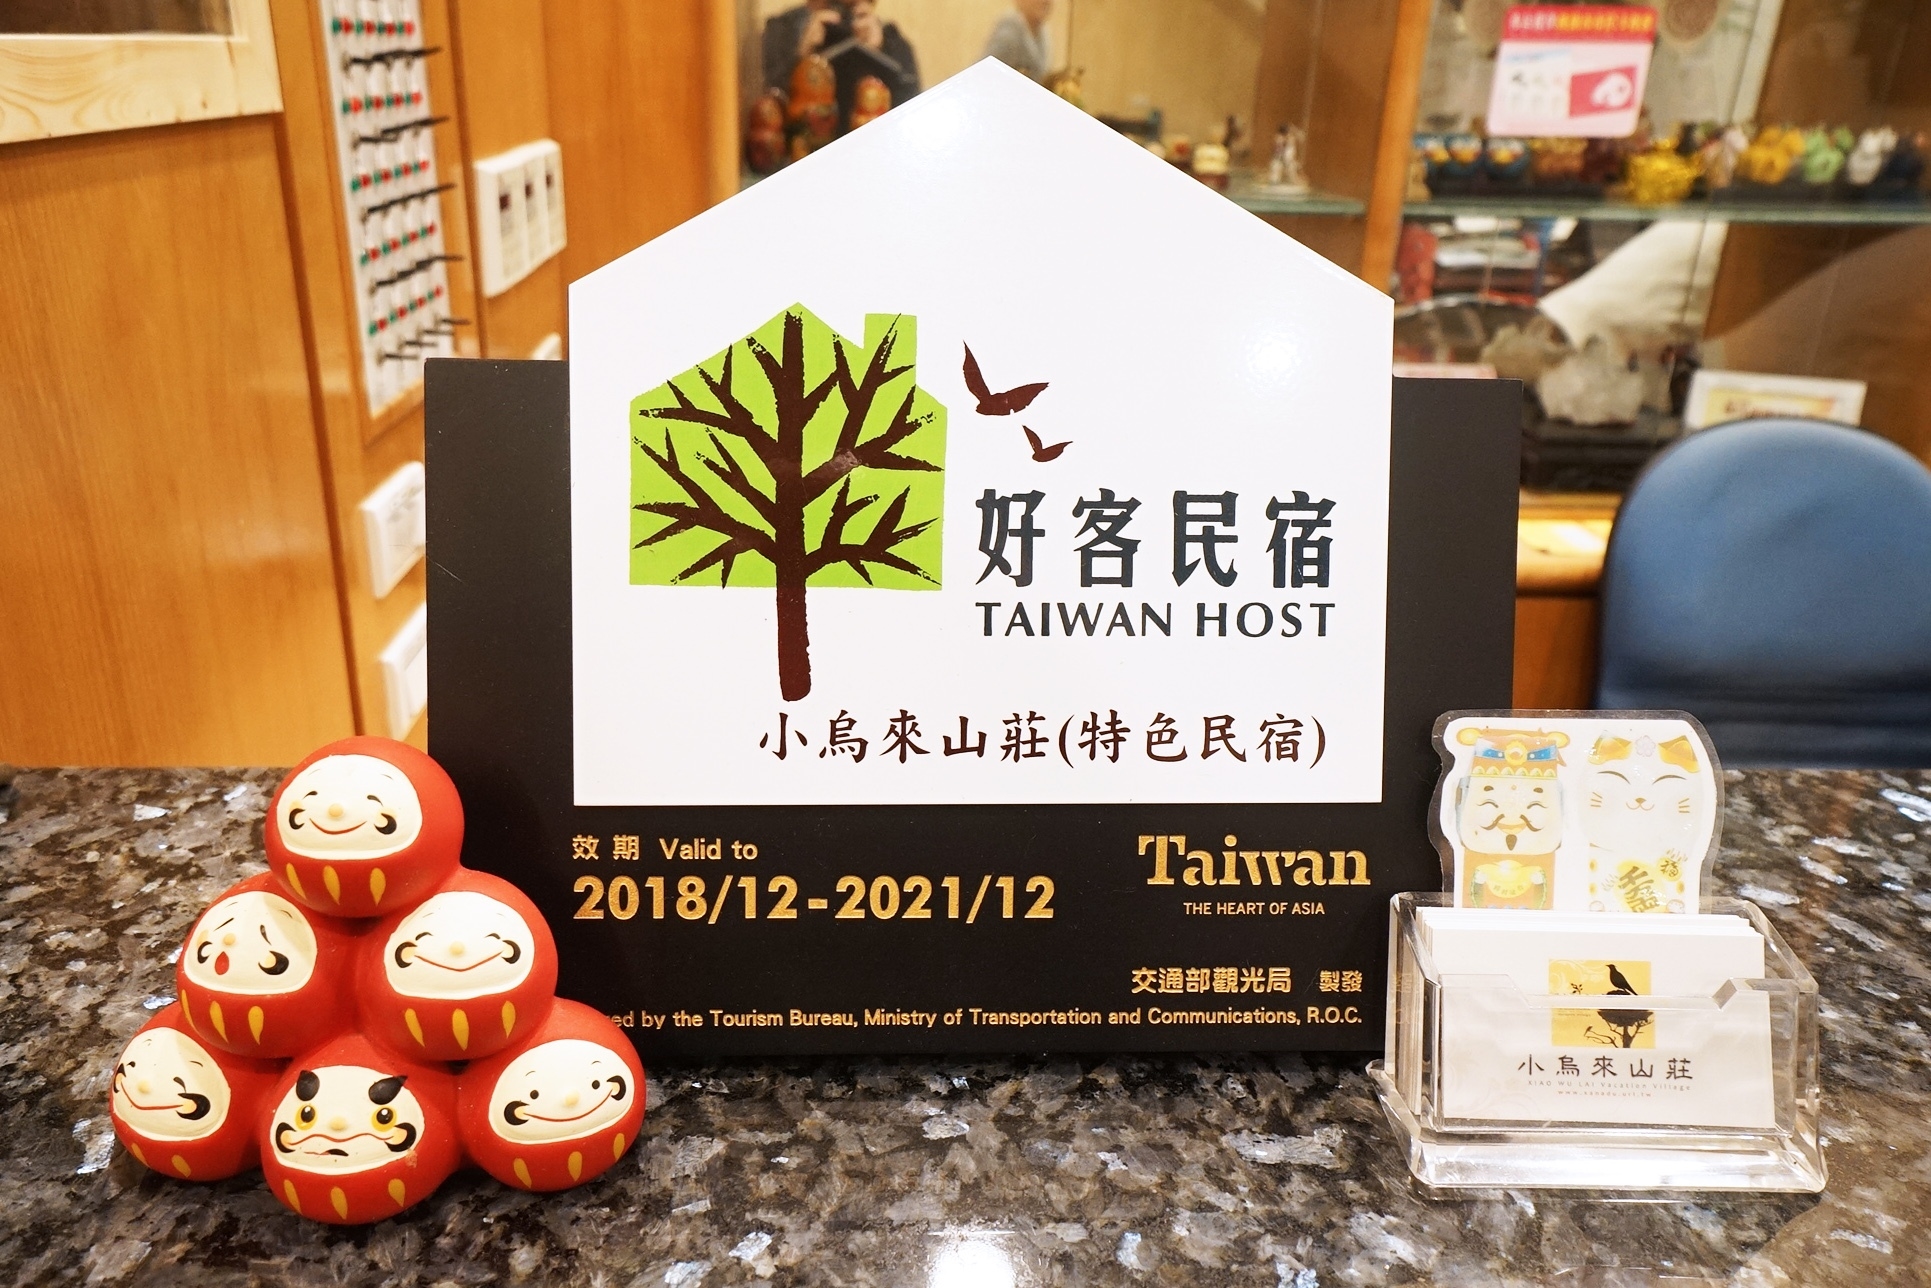 好客民宿
TAIWAN HOST
小烏來山莊(特色民宿)
效期 Valid to
2018/12-2021/12
Taiwan
THE HEART OF ASIA
交通部觀光局 製發
by the Tourism Bureau, Ministry of Transportation and Communications, R.O.C.
小烏來山莊
XIAO WU LAI Vacation Village